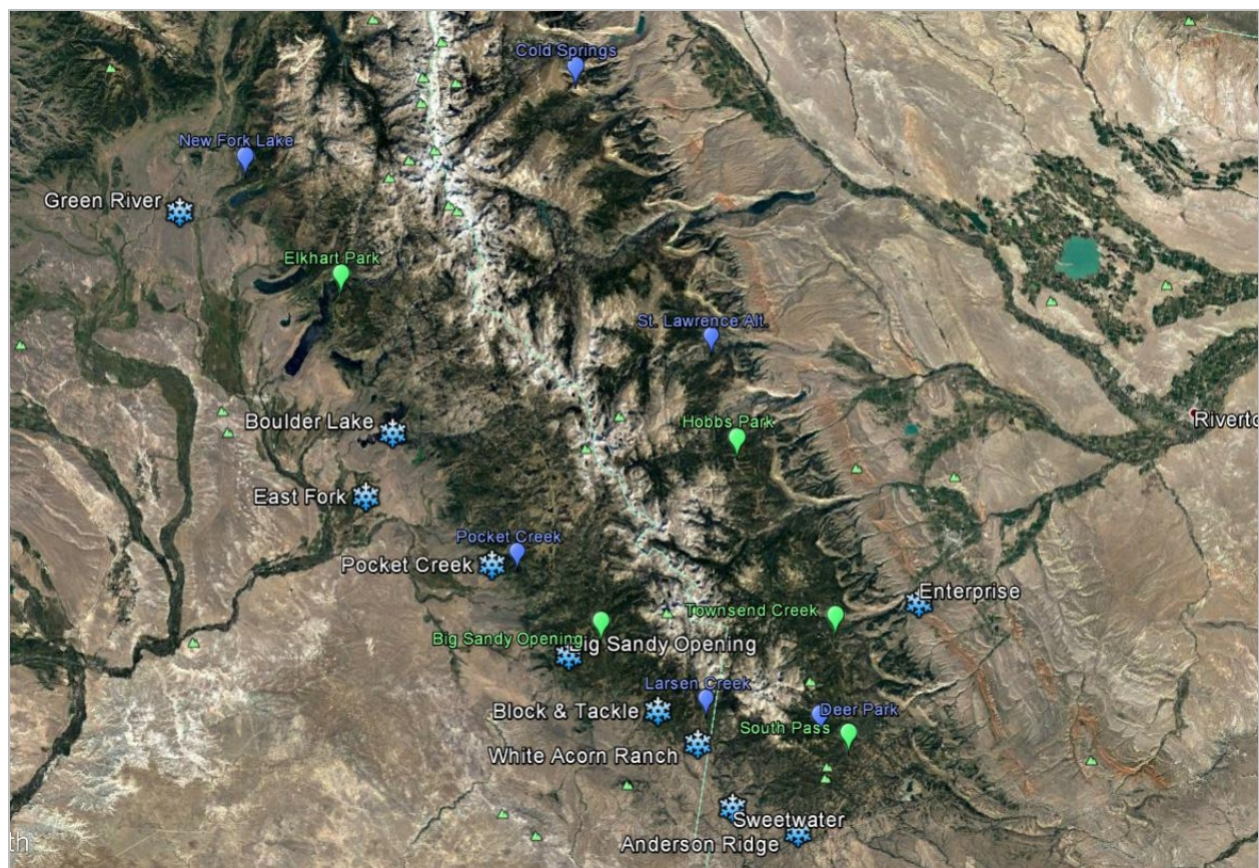 Cold Springs
New Fork Lake
Green River
Elkhart Park
St. Lawrence Alt.
Boulder Lake
Hobbs Park
Riverto
East Fork
Pocket Creek
Pocket Creek
Enterprise
Townsend Creek
Big Sandy Opening
Big Sandy Opening
Larsen Creek
Block & Tackle
Deer Park
South Pass
White Acorn Ranch
Sweetwater
Anderson Ridge
th